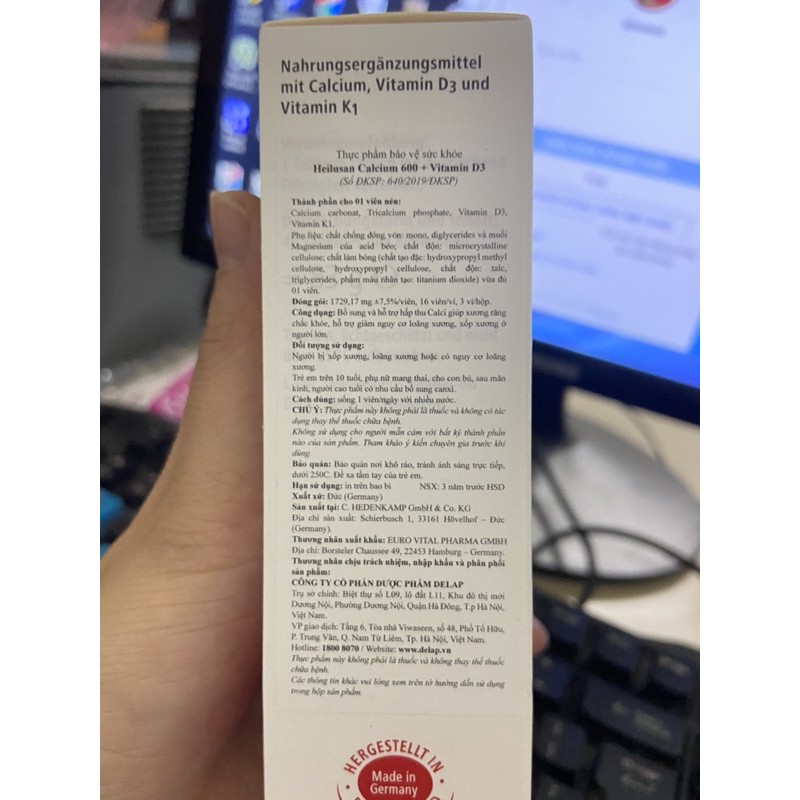 Nahrungsergänzungsmittel
mit Calcium, Vitamin D3 und
Vitamin K1
Thực phẩm bảo vệ sức khỏe
Heilusan Calcium 600 + Vitamin D3
(Số ĐKSP: 640/2019/ĐKSP)
Thành phần cho 01 viên nén:
Calcium carbonat, Tricalcium phosphate, Vitamin D3,
Vitamin K1.
Phụ liệu: chất chống đông vón: mono, diglycerides và muối
Magnesium của acid béo; chất độn: microcrystalline
cellulose; chất làm bóng (chất tạo đặc: hydroxypropyl methyl
cellulose, hydroxypropyl cellulose, chất độn: talc,
triglycerides, phẩm màu nhân tạo: titanium dioxide) vừa đủ
01 viên.
Đóng gói: 1729,17 mg ±7,5%/viên, 16 viên/vỉ, 3 vỉ/hộp.
Công dụng: Bổ sung và hỗ trợ hấp thu Calci giúp xương răng
chắc khỏe, hỗ trợ giảm nguy cơ loãng xương, xốp xương ở
người lớn.
Đối tượng sử dụng:
Người bị xốp xương, loãng xương hoặc có nguy cơ loãng
xương.
Trẻ em trên 10 tuổi, phụ nữ mang thai, cho con bú, sau mãn
kinh, người cao tuổi có nhu cầu bổ sung canxi.
Cách dùng: uống 1 viên/ngày với nhiều nước.
CHÚ Ý: Thực phẩm này không phải là thuốc và không có tác
dụng thay thế thuốc chữa bệnh.
Không sử dụng cho người mẫn cảm với bất kỳ thành phần
nào của sản phẩm. Tham khảo ý kiến chuyên gia trước khi
dùng.
Bảo quản: Bảo quản nơi khô ráo, tránh ánh sáng trực tiếp,
dưới 250C. Để xa tầm tay của trẻ em.
Hạn sử dụng: in trên bao bì NSX: 3 năm trước HSD
Xuất xứ: Đức (Germany)
Sản xuất tại: C. HEDENKAMP GmbH & Co. KG
Địa chỉ sản xuất: Schierbusch 1, 33161 Hövelhof – Đức
(Germany).
Thương nhân xuất khẩu: EURO VITAL PHARMA GMBH
Địa chỉ: Borsteler Chaussee 49, 22453 Hamburg – Germany.
Thương nhân chịu trách nhiệm, nhập khẩu và phân phối
sản phẩm:
CÔNG TY CỔ PHẦN DƯỢC PHẨM DELAP
Trụ sở chính: Biệt thự số L09, lô đất L11, Khu đô thị mới
Dương Nội, Phường Dương Nội, Quận Hà Đông, T.p Hà Nội,
Việt Nam.
VP giao dịch: Tầng 6, Tòa nhà Viwaseen, số 48, Phố Tố Hữu,
P. Trung Văn, Q. Nam Từ Liêm, Tp. Hà Nội, Việt Nam.
Hotline: 1800 8070 / Website: www.delap.vn
Thực phẩm này không phải là thuốc và không thay thế thuốc
chữa bệnh.
Các thông tin khác vui lòng xem trên tờ hướng dẫn sử dụng
trong hộp sản phẩm.
HERGESTELLT IN
Made in
Germany